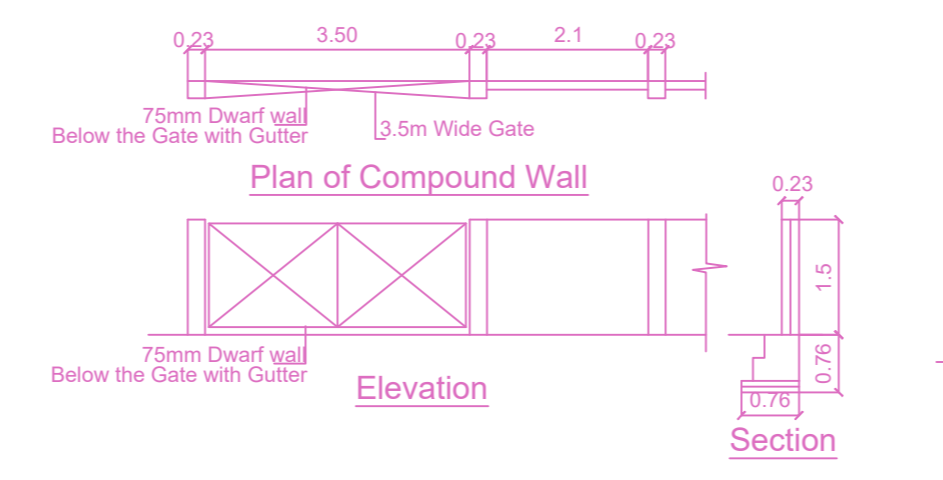 0.23 3.50 0.23 2.1 0.23
75mm Dwarf wall
Below the Gate with Gutter
3.5m Wide Gate
Plan of Compound Wall
0.23
1.5
75mm Dwarf wall
Below the Gate with Gutter
0.76
0.76
Elevation
Section